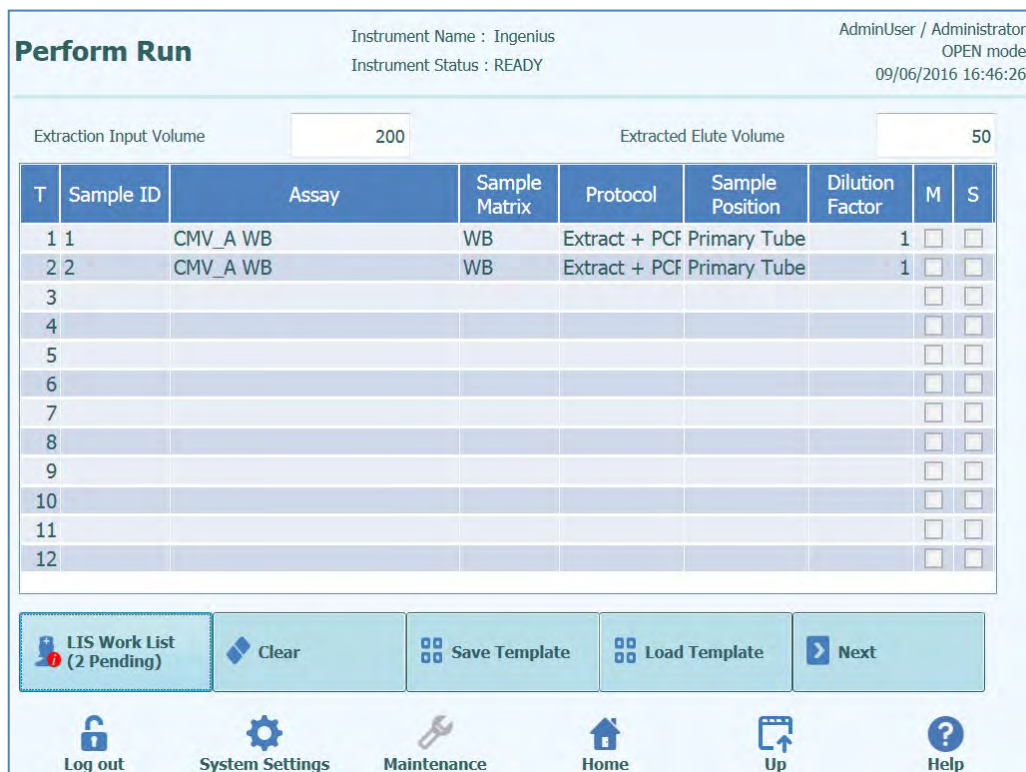 Perform Run
Instrument Name : Ingenius
Instrument Status : READY
AdminUser / Administrator
OPEN mode
09/06/2016 16:46:26
Extraction Input Volume 200 Extracted Elute Volume 50
T Sample ID Assay Sample Matrix Protocol Sample Position Dilution Factor M S
1 1 CMV_A WB WB Extract + PCF Primary Tube 1
2 2 CMV_A WB WB Extract + PCF Primary Tube 1
3
4
5
6
7
8
9
10
11
12
LIS Work List
(2 Pending)
Clear
Save Template
Load Template
Next
Log out System Settings Maintenance Home Up Help